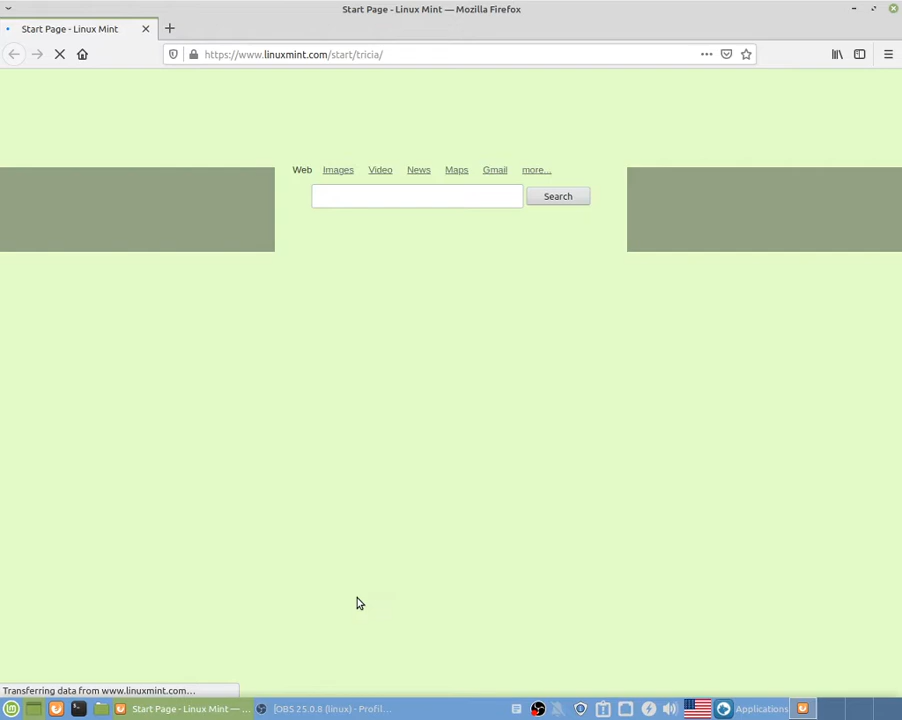 Start Page - Linux Mint — Mozilla Firefox
Start Page - Linux Mint
https://www.linuxmint.com/start/tricia/
Web Images Video News Maps Gmail more...
Search
Transferring data from www.linuxmint.com...
Start Page - Linux Mint — ...
[OBS 25.0.8 (linux) - Profil...
Applications